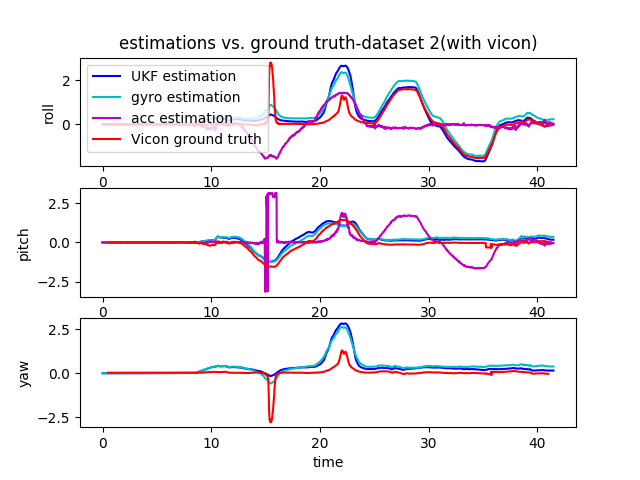 estimations vs. ground truth-dataset 2(with vicon)
UKF estimation
gyro estimation
acc estimation
Vicon ground truth
2
0
roll
0 10 20 30 40
2.5
0.0
−2.5
pitch
0 10 20 30 40
2.5
0.0
−2.5
yaw
0 10 20 30 40
time